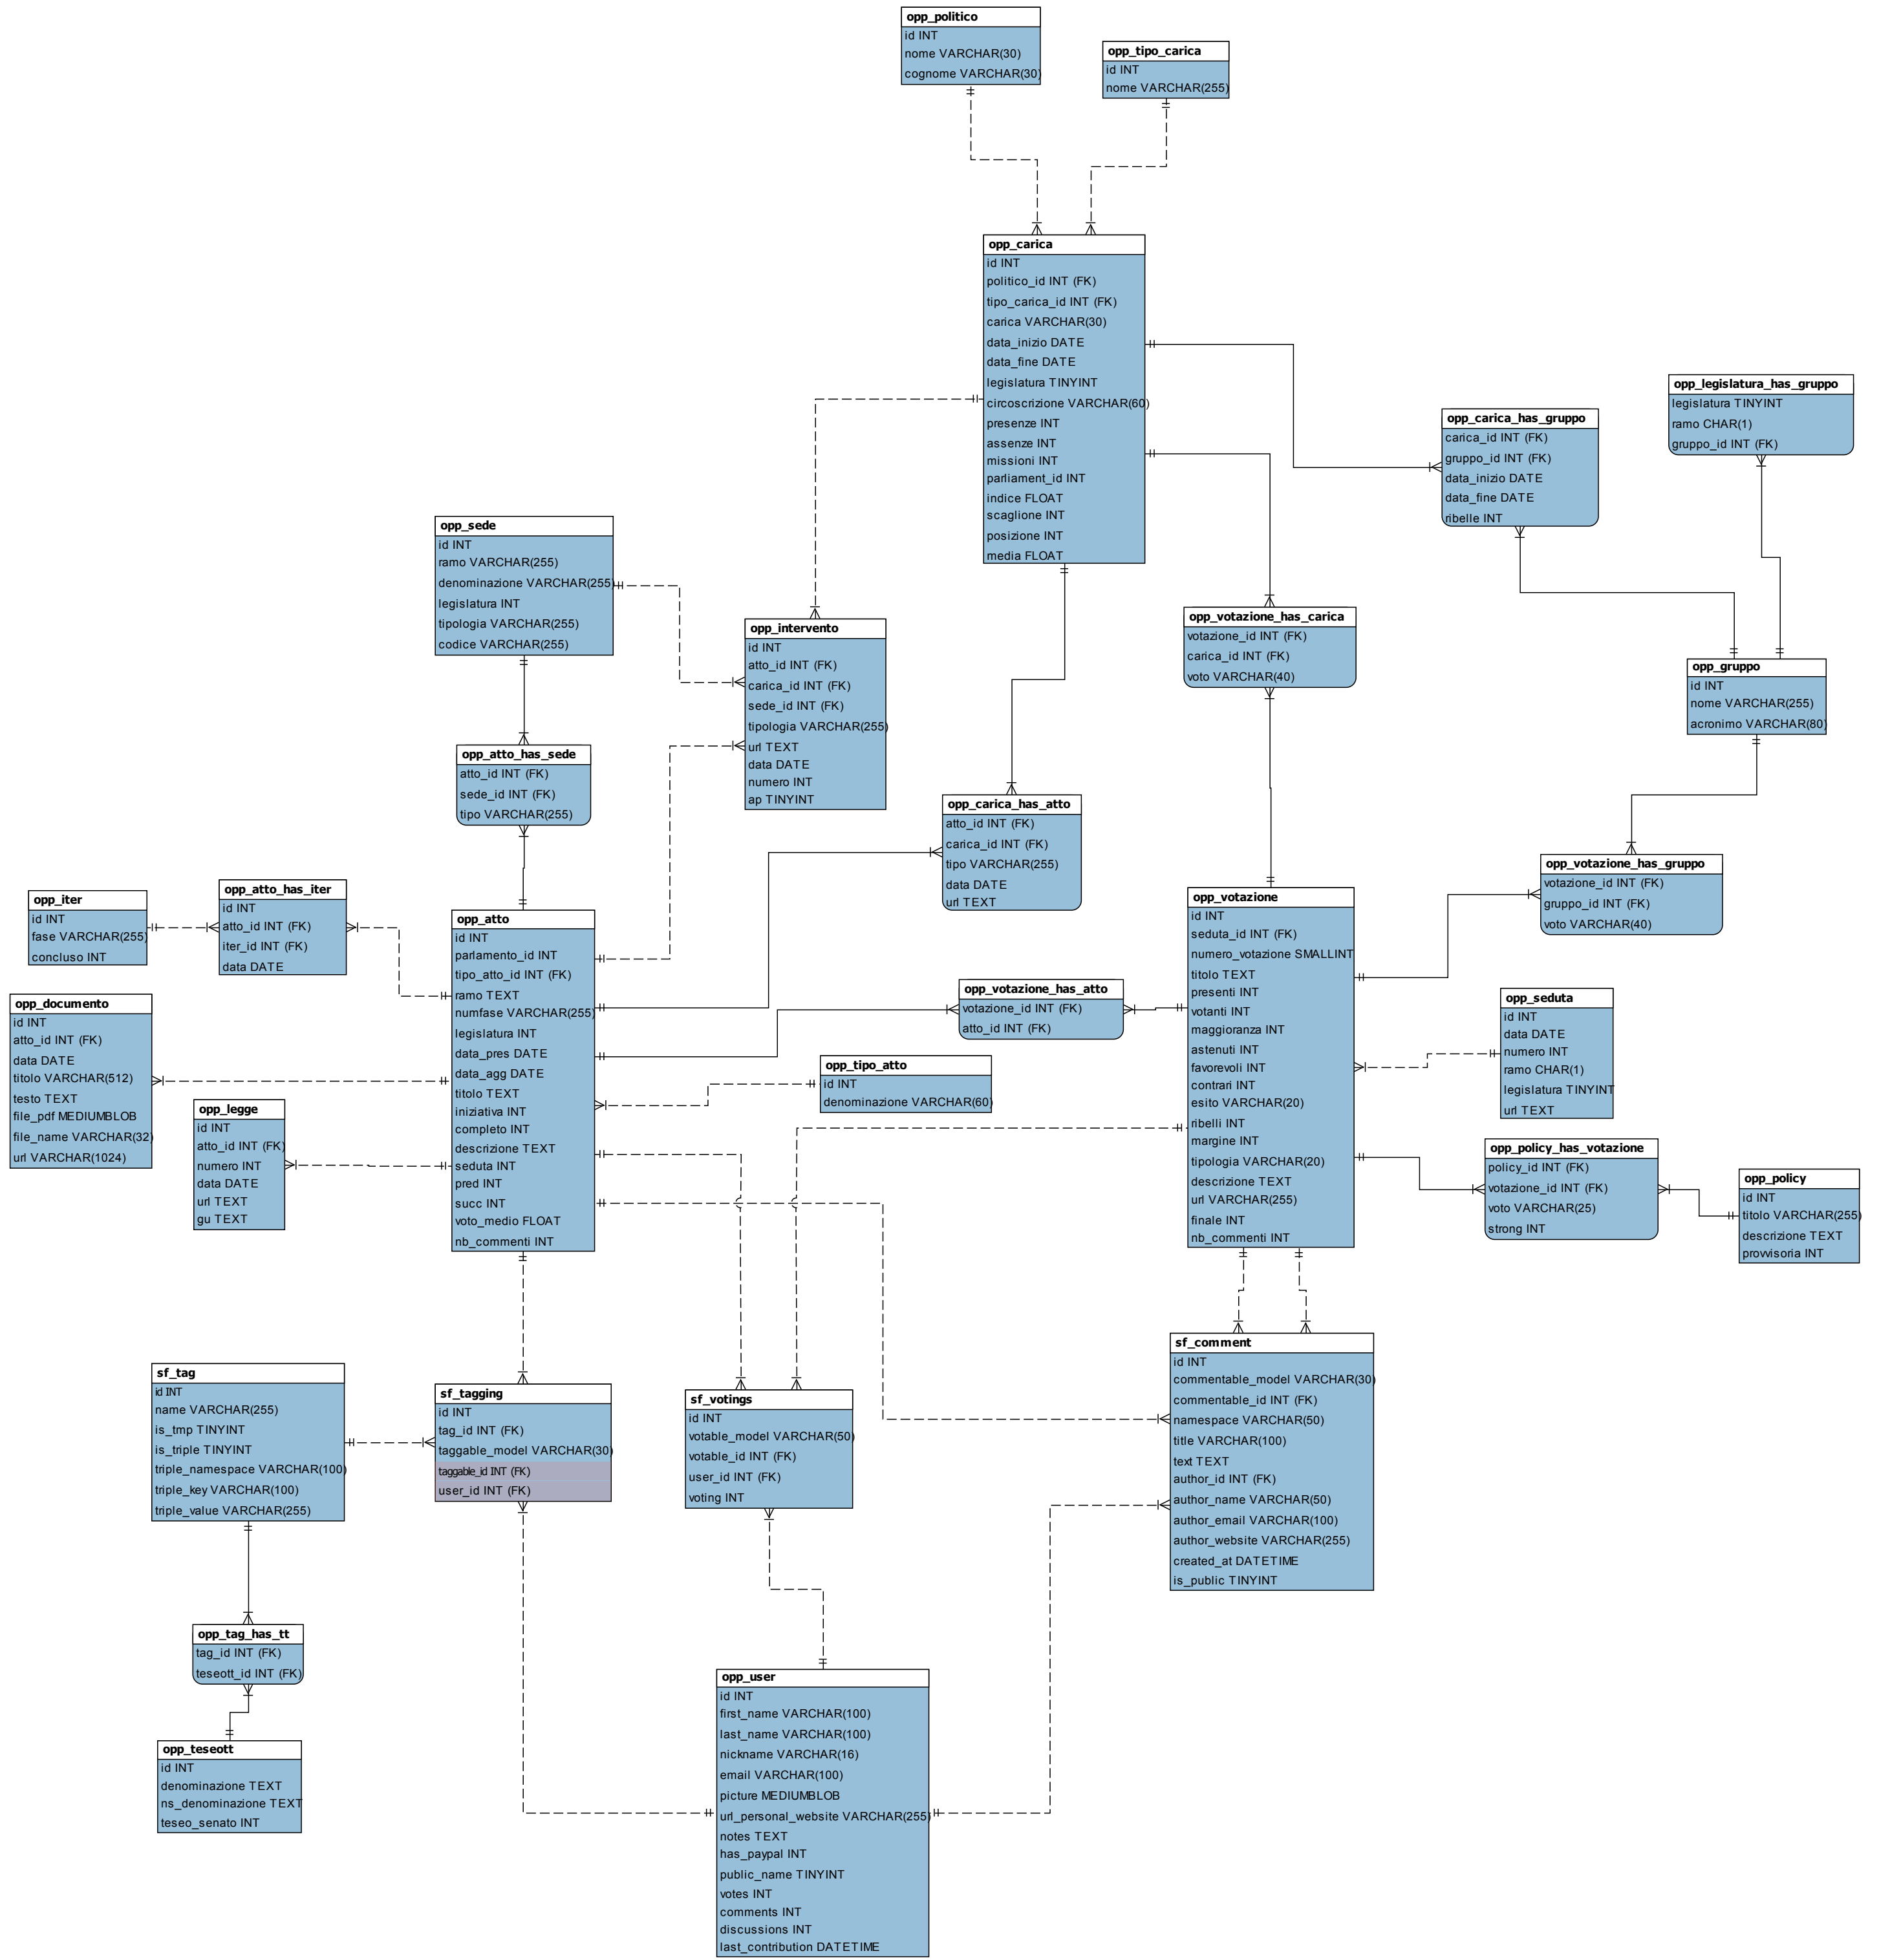 opp_politico
id INT
nome VARCHAR(30)
cognome VARCHAR(30)
opp_tipo_carica
id INT
nome VARCHAR(255)
opp_carica
id INT
politico_id INT (FK)
tipo_carica_id INT (FK)
carica VARCHAR(30)
data_inizio DATE
data_fine DATE
legislatura TINYINT
circoscrizione VARCHAR(60)
presenze INT
assenze INT
missioni INT
parliament_id INT
indice FLOAT
scaglione INT
posizione INT
media FLOAT
opp_legislatura_has_gruppo
legislatura TINYINT
ramo CHAR(1)
gruppo_id INT (FK)
opp_carica_has_gruppo
carica_id INT (FK)
gruppo_id INT (FK)
data_inizio DATE
data_fine DATE
ribelle INT
opp_sede
id INT
ramo VARCHAR(255)
denominazione VARCHAR(255)
legislatura INT
tipologia VARCHAR(255)
codice VARCHAR(255)
opp_intervento
id INT
atto_id INT (FK)
carica_id INT (FK)
sede_id INT (FK)
tipologia VARCHAR(255)
url TEXT
data DATE
numero INT
ap TINYINT
opp_votazione_has_carica
votazione_id INT (FK)
carica_id INT (FK)
voto VARCHAR(40)
opp_gruppo
id INT
nome VARCHAR(255)
acronimo VARCHAR(80)
opp_atto_has_sede
atto_id INT (FK)
sede_id INT (FK)
tipo VARCHAR(255)
opp_carica_has_atto
atto_id INT (FK)
carica_id INT (FK)
tipo VARCHAR(255)
data DATE
url TEXT
opp_votazione_has_gruppo
votazione_id INT (FK)
gruppo_id INT (FK)
voto VARCHAR(40)
opp_iter
id INT
fase VARCHAR(255)
concluso INT
opp_atto_has_iter
id INT
atto_id INT (FK)
iter_id INT (FK)
data DATE
opp_atto
id INT
parlamento_id INT
tipo_atto_id INT (FK)
ramo TEXT
numfase VARCHAR(255)
legislatura INT
data_pres DATE
data_agg DATE
titolo TEXT
iniziativa INT
completo INT
descrizione TEXT
seduta INT
pred INT
succ INT
voto_medio FLOAT
nb_commenti INT
opp_votazione
id INT
seduta_id INT (FK)
numero_votazione SMALLINT
titolo TEXT
presenti INT
votanti INT
maggioranza INT
astenuti INT
favorevoli INT
contrari INT
esito VARCHAR(20)
ribelli INT
margine INT
tipologia VARCHAR(20)
descrizione TEXT
url VARCHAR(255)
finale INT
nb_commenti INT
opp_votazione_has_atto
votazione_id INT (FK)
atto_id INT (FK)
opp_documento
id INT
atto_id INT (FK)
data DATE
titolo VARCHAR(512)
testo TEXT
file_pdf MEDIUMBLOB
file_name VARCHAR(32)
url VARCHAR(1024)
opp_seduta
id INT
data DATE
numero INT
ramo CHAR(1)
legislatura TINYINT
url TEXT
opp_tipo_atto
id INT
denominazione VARCHAR(60)
opp_legge
id INT
atto_id INT (FK)
numero INT
data DATE
url TEXT
gu TEXT
opp_policy_has_votazione
policy_id INT (FK)
votazione_id INT (FK)
voto VARCHAR(25)
strong INT
opp_policy
id INT
titolo VARCHAR(255)
descrizione TEXT
provvisoria INT
sf_comment
id INT
commentable_model VARCHAR(30)
commentable_id INT (FK)
namespace VARCHAR(50)
title VARCHAR(100)
text TEXT
author_id INT (FK)
author_name VARCHAR(50)
author_email VARCHAR(100)
author_website VARCHAR(255)
created_at DATETIME
is_public TINYINT
sf_tag
id INT
name VARCHAR(255)
is_tmp TINYINT
is_triple TINYINT
triple_namespace VARCHAR(100)
triple_key VARCHAR(100)
triple_value VARCHAR(255)
sf_tagging
id INT
tag_id INT (FK)
taggable_model VARCHAR(30)
taggable_id INT (FK)
user_id INT (FK)
sf_votings
id INT
votable_model VARCHAR(50)
votable_id INT (FK)
user_id INT (FK)
voting INT
opp_tag_has_tt
tag_id INT (FK)
teseott_id INT (FK)
opp_user
id INT
first_name VARCHAR(100)
last_name VARCHAR(100)
nickname VARCHAR(16)
email VARCHAR(100)
picture MEDIUMBLOB
url_personal_website VARCHAR(255)
notes TEXT
has_paypal INT
public_name TINYINT
votes INT
comments INT
discussions INT
last_contribution DATETIME
opp_teseott
id INT
denominazione TEXT
ns_denominazione TEXT
teseo_senato INT